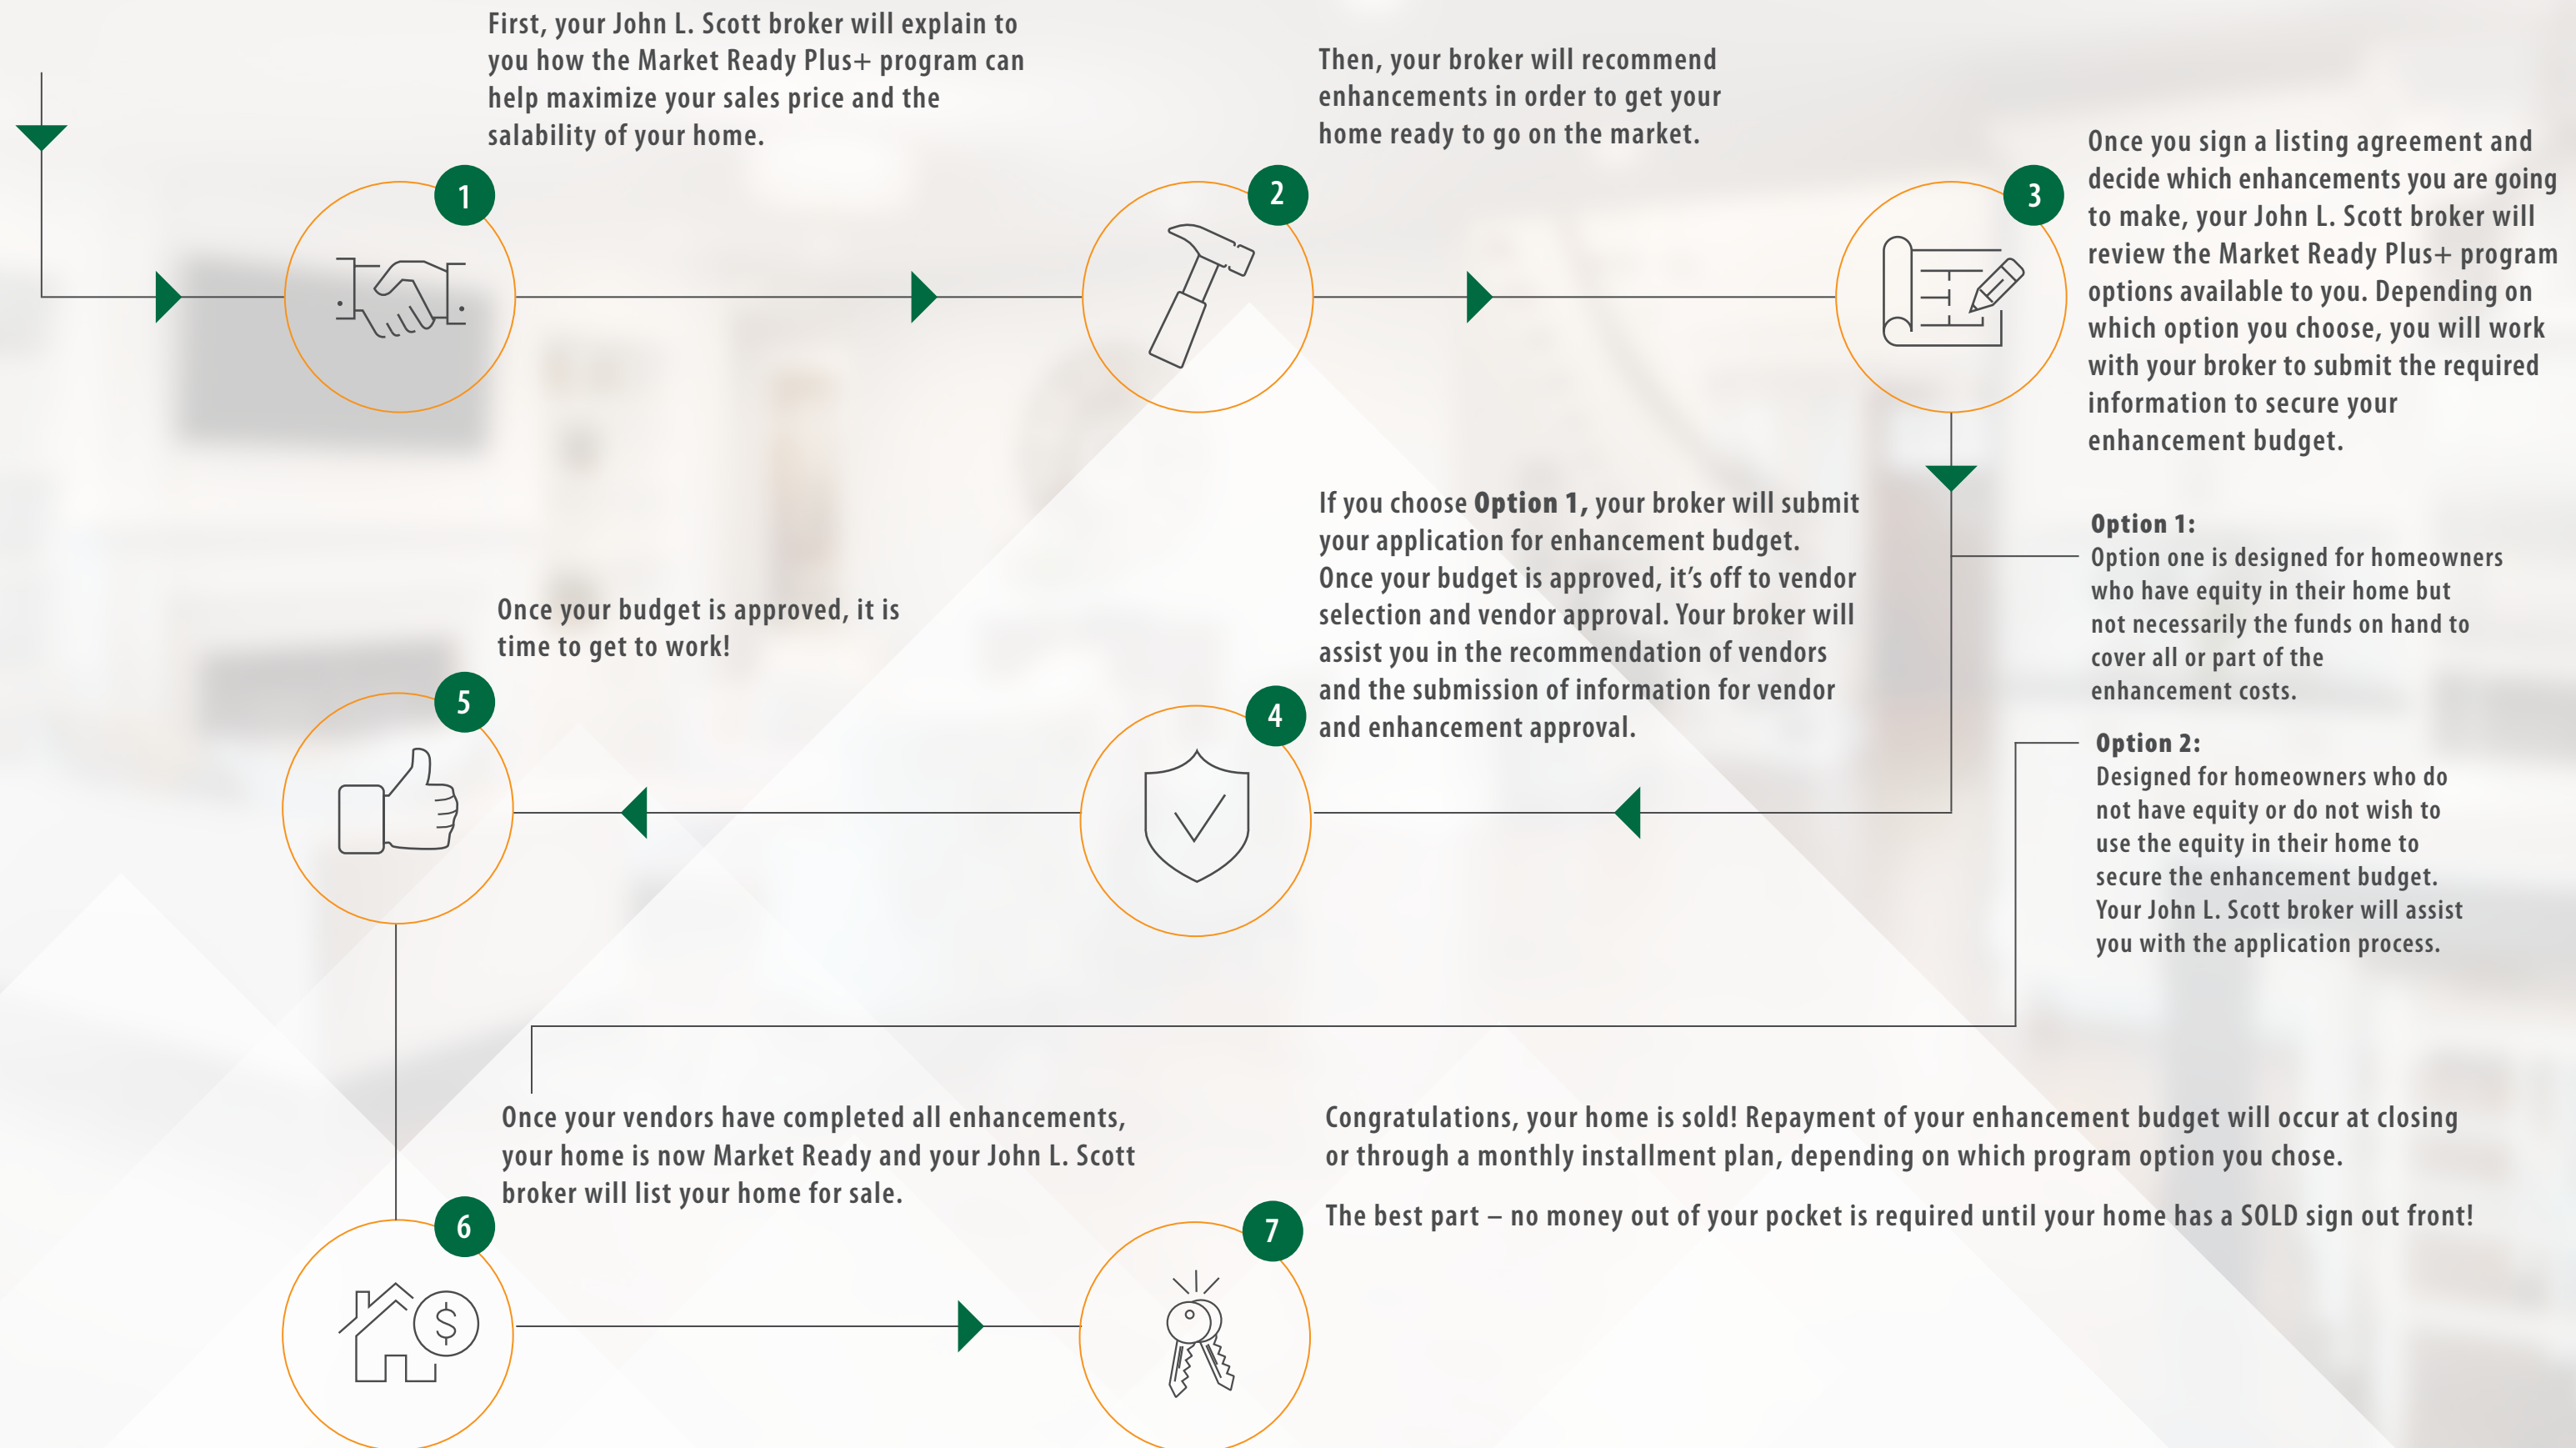 First, your John L. Scott broker will explain to
you how the Market Ready Plus+ program can
help maximize your sales price and the
salability of your home.
1
Then, your broker will recommend
enhancements in order to get your
home ready to go on the market.
2
Once you sign a listing agreement and
decide which enhancements you are going
to make, your John L. Scott broker will
review the Market Ready Plus+ program
options available to you. Depending on
which option you choose, you will work
with your broker to submit the required
information to secure your
enhancement budget.
3
Option 1:
Option one is designed for homeowners
who have equity in their home but
not necessarily the funds on hand to
cover all or part of the
enhancement costs.
Option 2:
Designed for homeowners who do
not have equity or do not wish to
use the equity in their home to
secure the enhancement budget.
Your John L. Scott broker will assist
you with the application process.
If you choose Option 1, your broker will submit
your application for enhancement budget.
Once your budget is approved, it’s off to vendor
selection and vendor approval. Your broker will
assist you in the recommendation of vendors
and the submission of information for vendor
and enhancement approval.
4
Once your budget is approved, it is
time to get to work!
5
Once your vendors have completed all enhancements,
your home is now Market Ready and your John L. Scott
broker will list your home for sale.
6
$
Congratulations, your home is sold! Repayment of your enhancement budget will occur at closing
or through a monthly installment plan, depending on which program option you chose.
The best part – no money out of your pocket is required until your home has a SOLD sign out front!
7